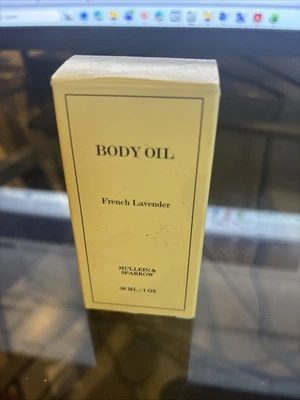 BODY OIL
French Lavender
MULLEIN &
SPARROW
30 ML / 1 OZ